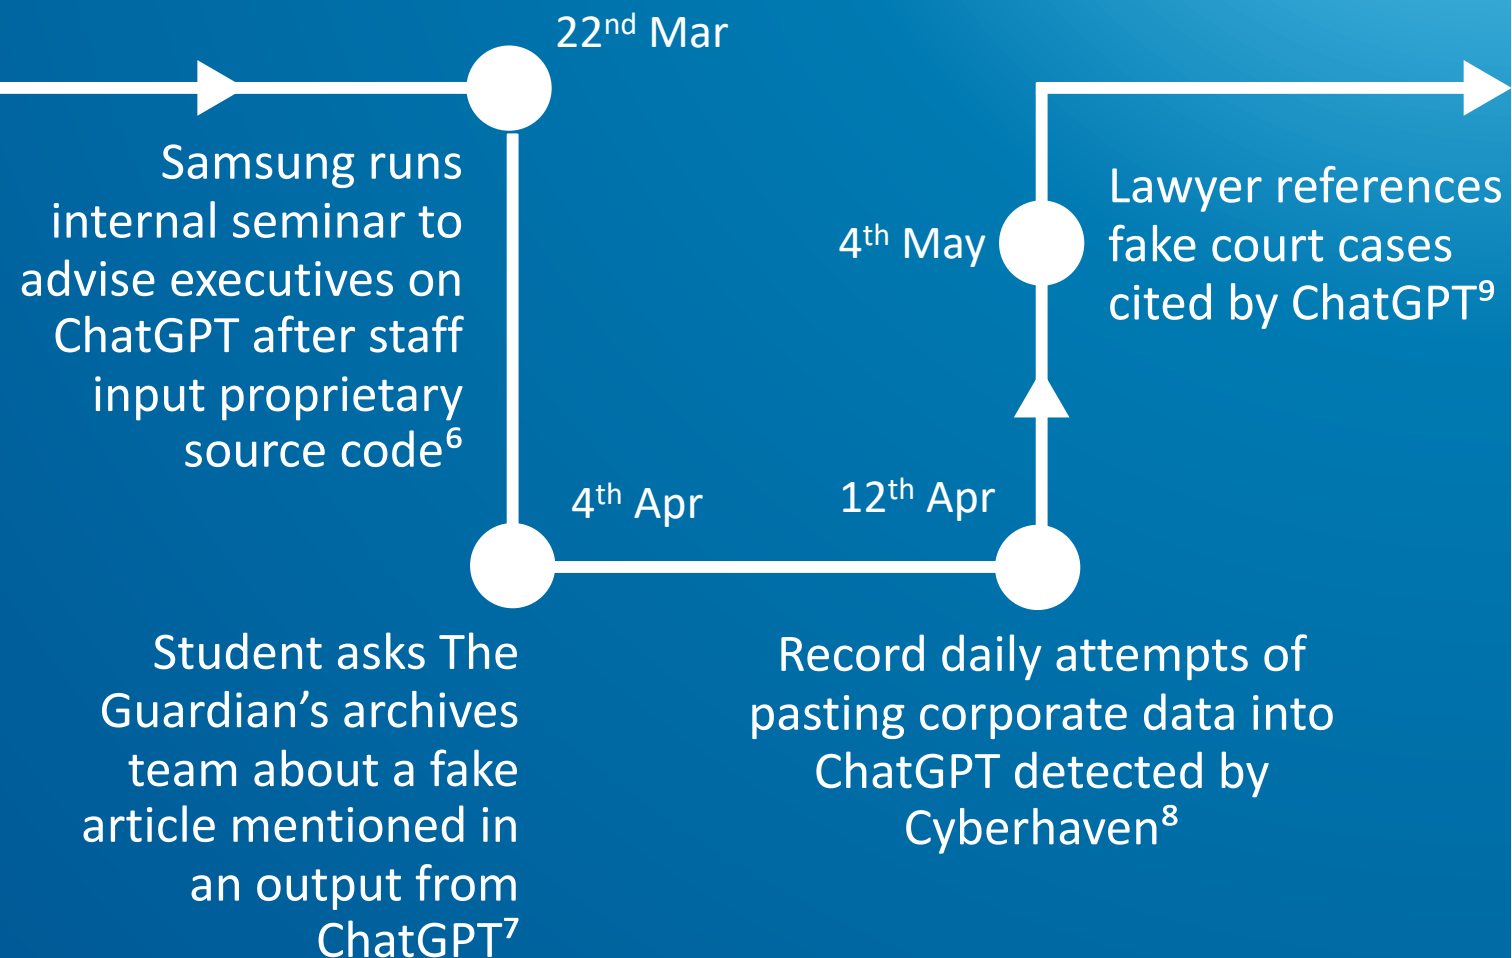 22nd Mar
Samsung runs
internal seminar to
advise executives on
ChatGPT after staff
input proprietary
source code⁶
4th Apr
Student asks The
Guardian’s archives
team about a fake
article mentioned in
an output from
ChatGPT⁷
12th Apr
Record daily attempts of
pasting corporate data into
ChatGPT detected by
Cyberhaven⁸
4th May
Lawyer references
fake court cases
cited by ChatGPT⁹